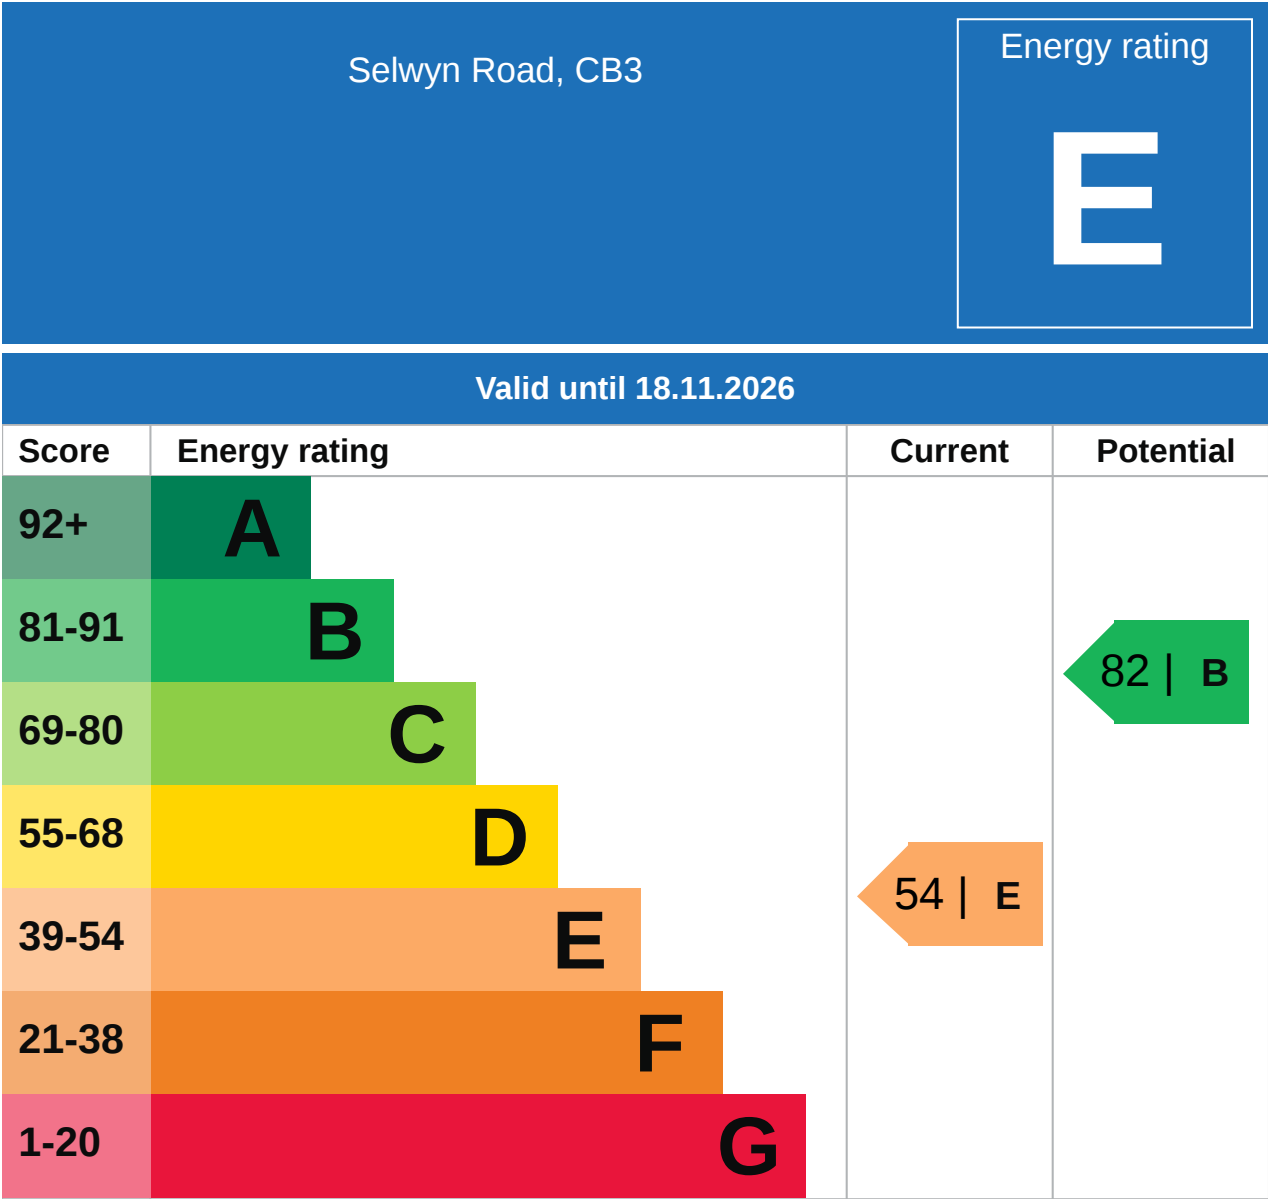 Selwyn Road, CB3
Energy rating
E
Valid until 18.11.2026
Score Energy rating Current Potential
92+ A
81-91 B
82 | B
69-80 C
55-68 D
39-54 E
54 | E
21-38 F
1-20 G